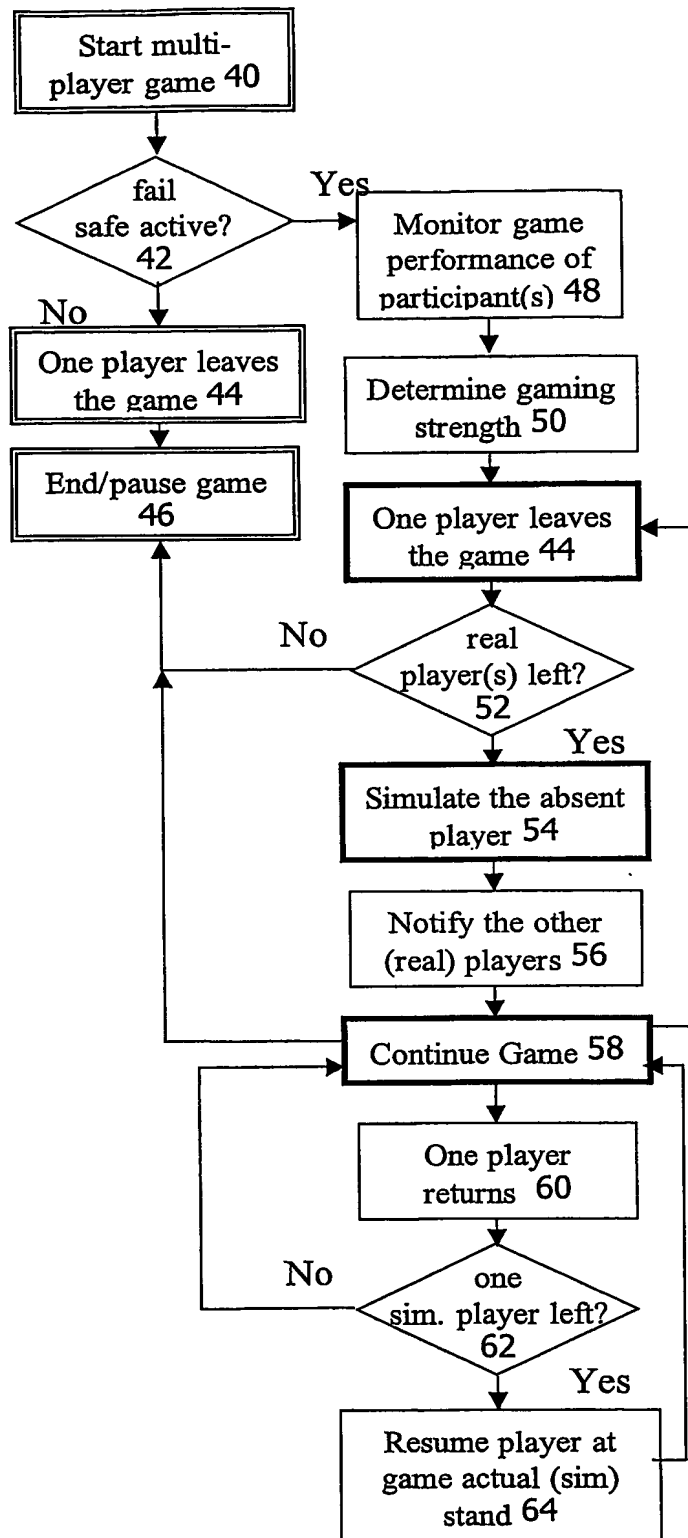 Start multi-
player game 40
fail
safe active?
42
Yes
No
Monitor game
performance of
participant(s) 48
One player leaves
the game 44
Determine gaming
strength 50
End/pause game
46
One player leaves
the game 44
No
real
player(s) left?
52
Yes
Simulate the absent
player 54
Notify the other
(real) players 56
Continue Game 58
One player
returns 60
No
one
sim. player left?
62
Yes
Resume player at
game actual (sim)
stand 64